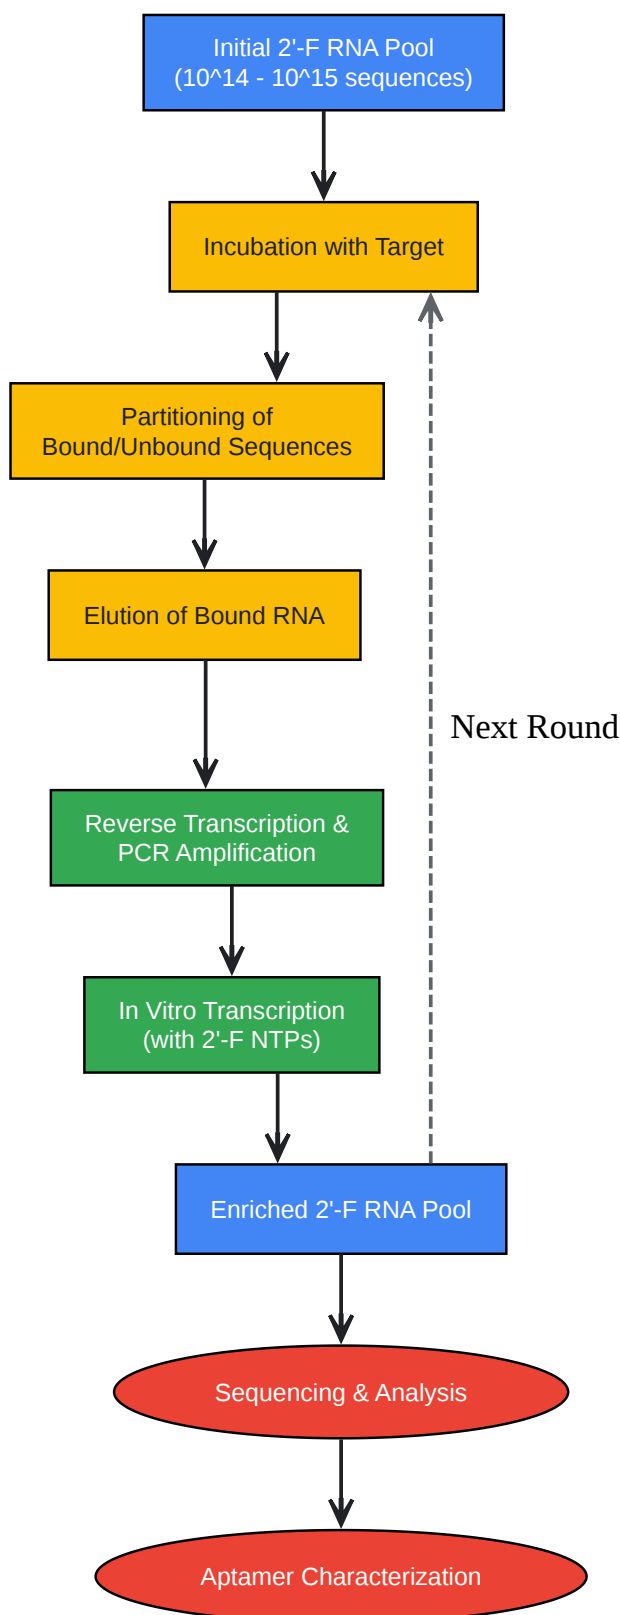 Initial 2'-F RNA Pool
(10^14 - 10^15 sequences)
Incubation with Target
Partitioning of
Bound/Unbound Sequences
Elution of Bound RNA
Next Round
Reverse Transcription &
PCR Amplification
In Vitro Transcription
(with 2'-F NTPs)
Enriched 2'-F RNA Pool
Sequencing & Analysis
Aptamer Characterization